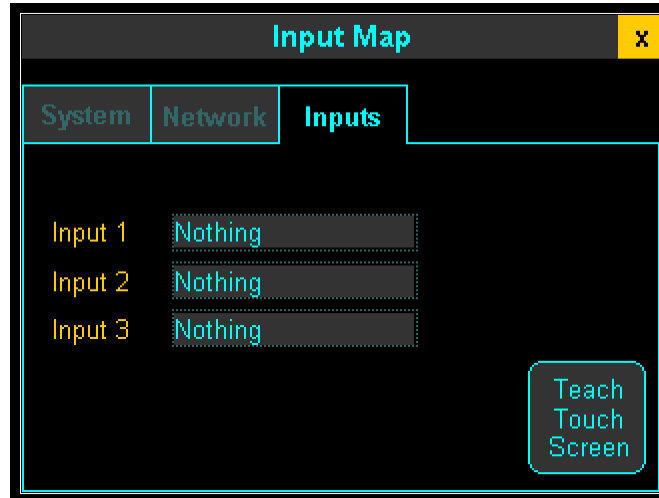 Input Map x
System Network Inputs
Input 1 Nothing
Input 2 Nothing
Input 3 Nothing
Teach
Touch
Screen